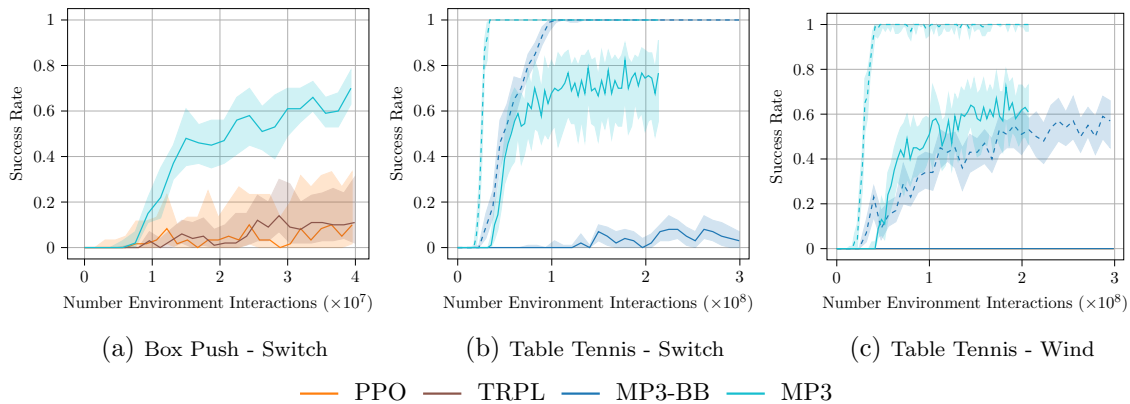 1
0.8
0.6
0.4
0.2
0
Success Rate
0 1 2 3 4
Number Environment Interactions (×10⁷)
(a) Box Push - Switch
1
0.8
0.6
0.4
0.2
0
Success Rate
0 1 2 3
Number Environment Interactions (×10⁸)
(b) Table Tennis - Switch
1
0.8
0.6
0.4
0.2
0
Success Rate
0 1 2 3
Number Environment Interactions (×10⁸)
(c) Table Tennis - Wind
PPO TRPL MP3-BB MP3